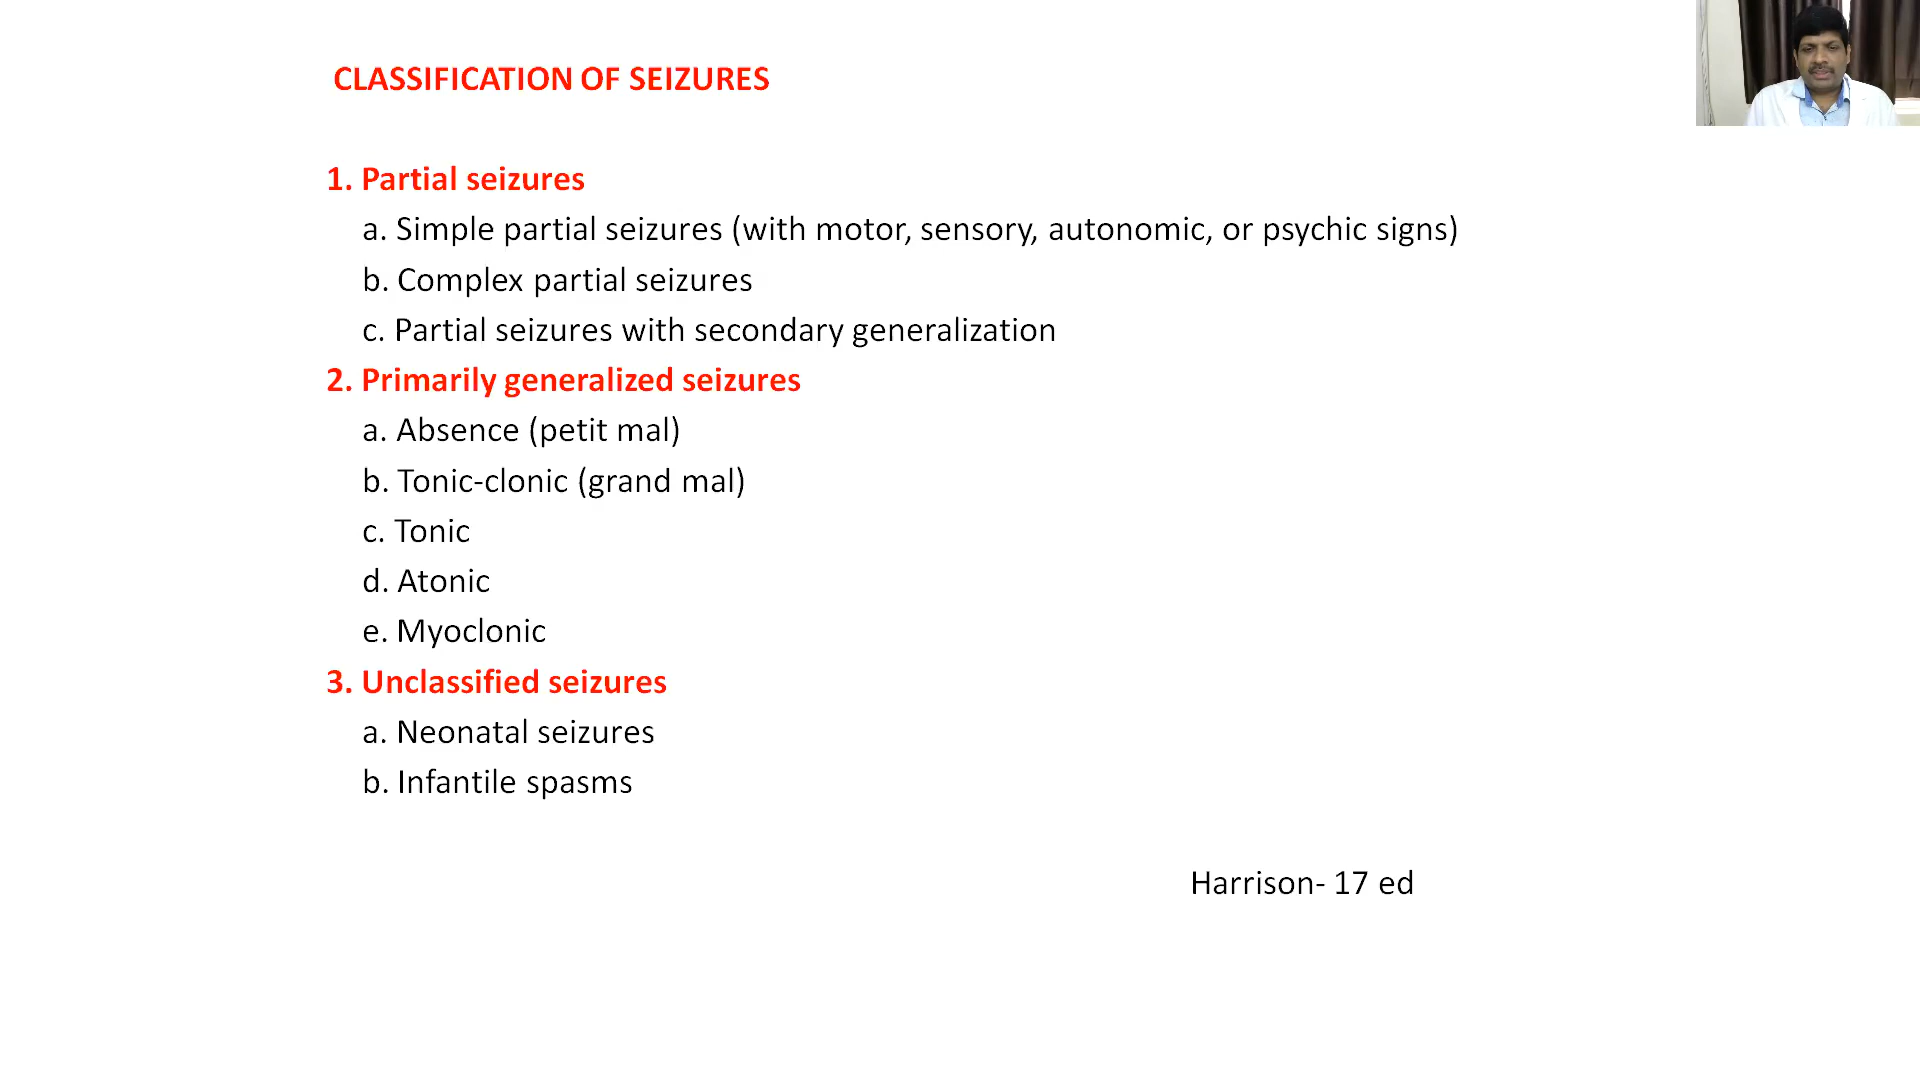 CLASSIFICATION OF SEIZURES
1. Partial seizures
a. Simple partial seizures (with motor, sensory, autonomic, or psychic signs)
b. Complex partial seizures
c. Partial seizures with secondary generalization
2. Primarily generalized seizures
a. Absence (petit mal)
b. Tonic-clonic (grand mal)
c. Tonic
d. Atonic
e. Myoclonic
3. Unclassified seizures
a. Neonatal seizures
b. Infantile spasms
Harrison- 17 ed